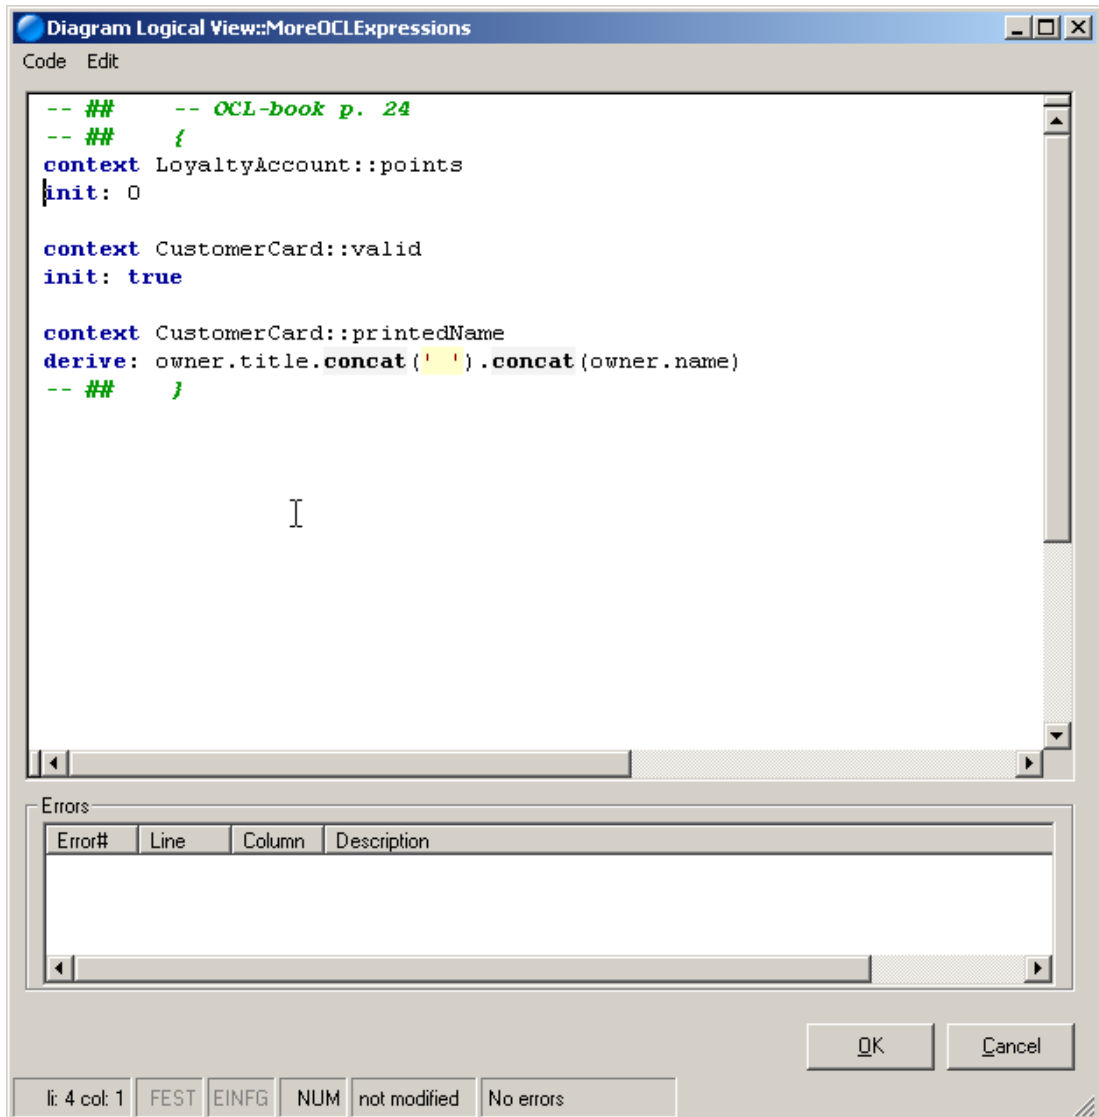 Diagram Logical View::MoreOCLExpressions
Code Edit
-- ## -- OCL-book p. 24
-- ## {
context LoyaltyAccount::points
init: 0
context CustomerCard::valid
init: true
context CustomerCard::printedName
derive: owner.title.concat(' ').concat(owner.name)
-- ## }
Errors
Error# Line Column Description
OK Cancel
li: 4 col: 1 FEST EINFG NUM not modified No errors